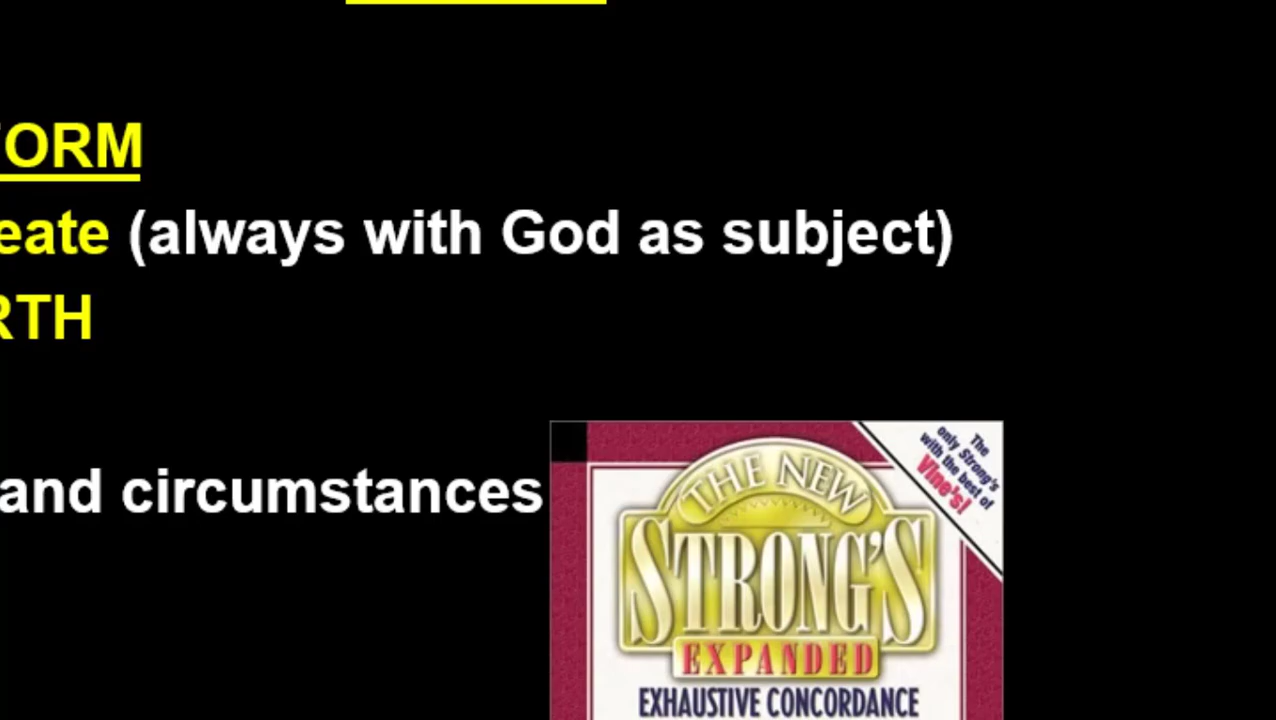 FORM
eate (always with God as subject)
RTH
and circumstances
The
only Strong's
with the best of
Vine's!
THE NEW
STRONG'S
EXPANDED
EXHAUSTIVE CONCORDANCE